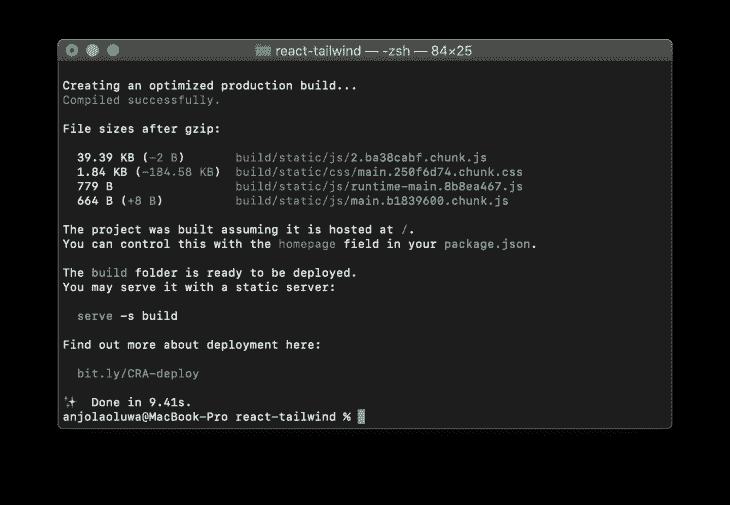 react-tailwind — -zsh — 84×25
Creating an optimized production build...
Compiled successfully.
File sizes after gzip:
39.39 KB (-2 B) build/static/js/2.ba38cabf.chunk.js
1.84 KB (-184.58 KB) build/static/css/main.250f6d74.chunk.css
779 B build/static/js/runtime-main.8b8ea467.js
664 B (+8 B) build/static/js/main.b1839600.chunk.js
The project was built assuming it is hosted at /.
You can control this with the homepage field in your package.json.
The build folder is ready to be deployed.
You may serve it with a static server:
serve -s build
Find out more about deployment here:
bit.ly/CRA-deploy
✨ Done in 9.41s.
anjolaoluwa@MacBook-Pro react-tailwind %